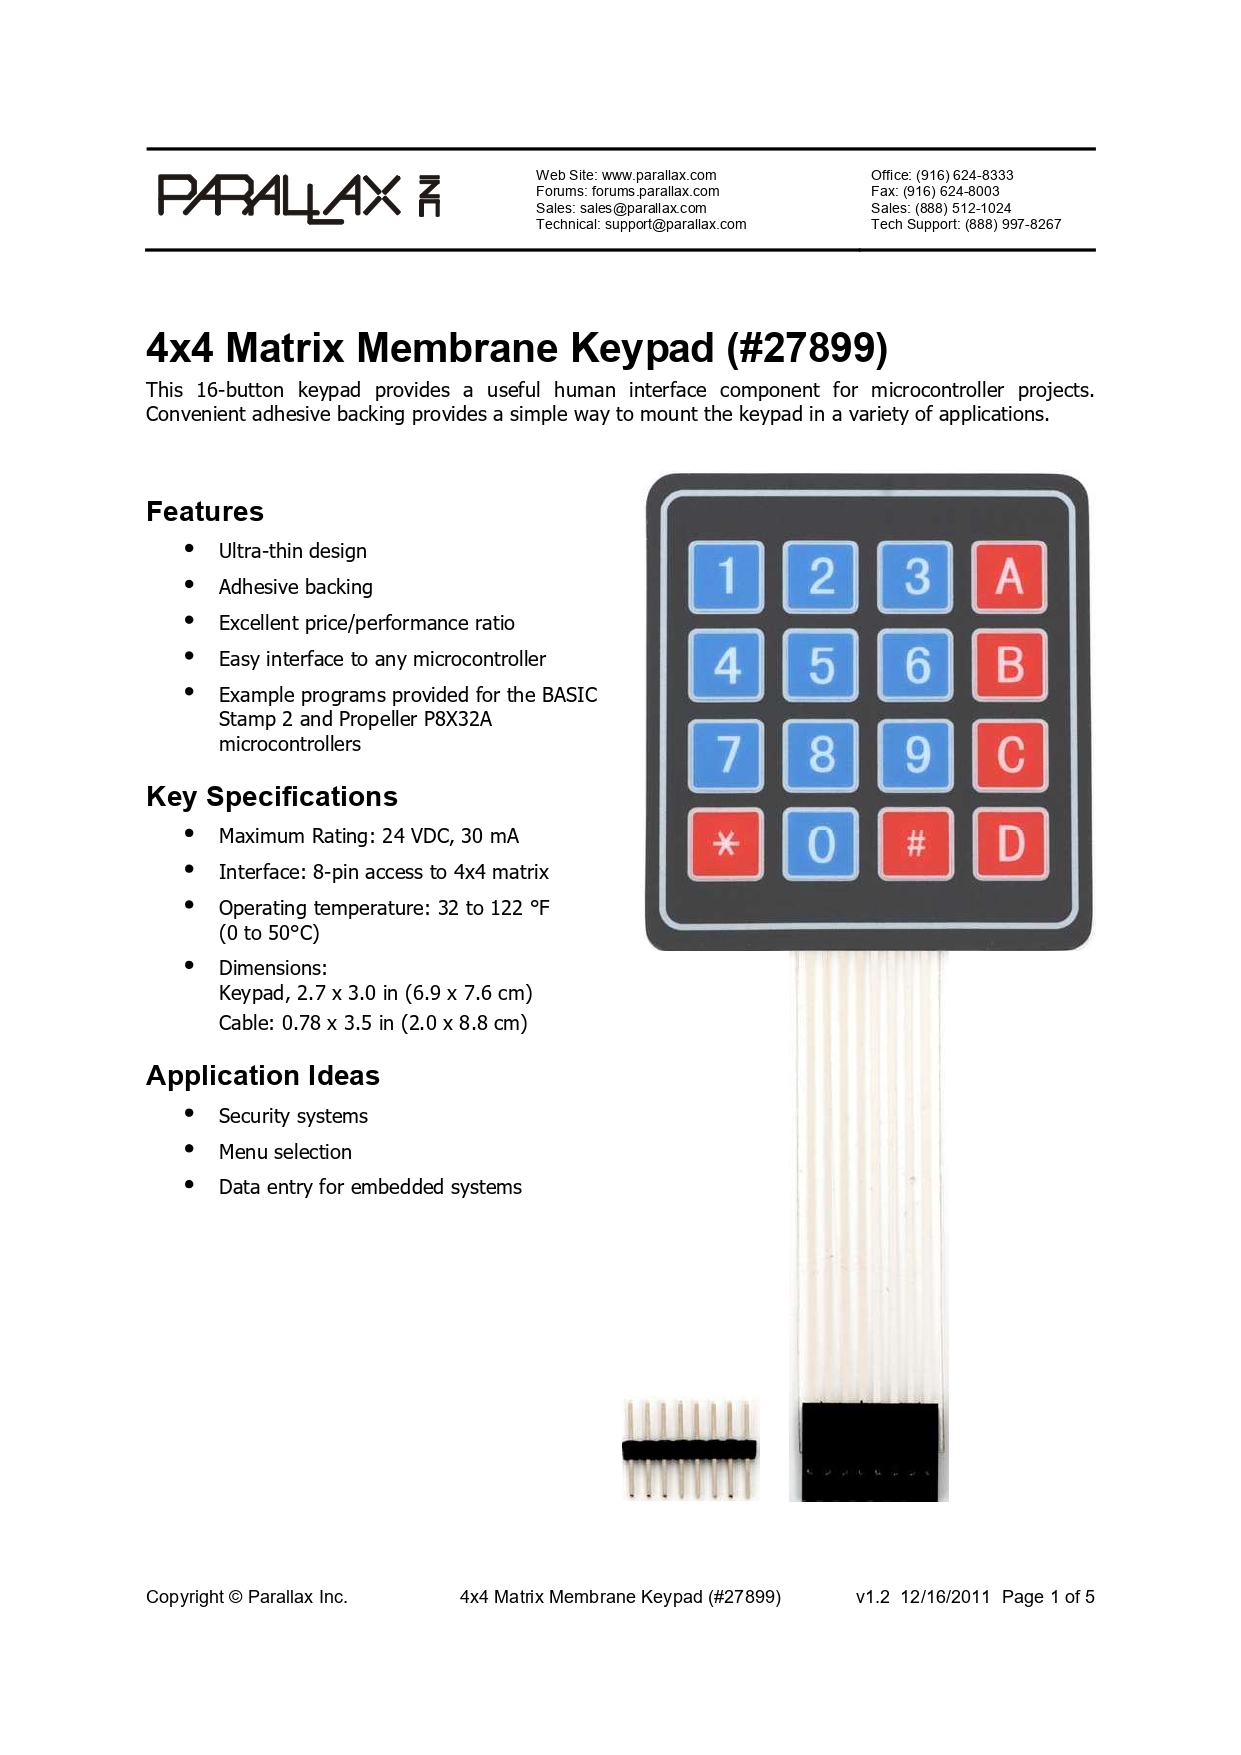 PARALLAX INC
Web Site: www.parallax.com
Forums: forums.parallax.com
Sales: sales@parallax.com
Technical: support@parallax.com
Office: (916) 624-8333
Fax: (916) 624-8003
Sales: (888) 512-1024
Tech Support: (888) 997-8267
4x4 Matrix Membrane Keypad (#27899)
This 16-button keypad provides a useful human interface component for microcontroller projects.
Convenient adhesive backing provides a simple way to mount the keypad in a variety of applications.
Features
• Ultra-thin design
• Adhesive backing
• Excellent price/performance ratio
• Easy interface to any microcontroller
• Example programs provided for the BASIC
Stamp 2 and Propeller P8X32A
microcontrollers
Key Specifications
• Maximum Rating: 24 VDC, 30 mA
• Interface: 8-pin access to 4x4 matrix
• Operating temperature: 32 to 122 °F
(0 to 50°C)
• Dimensions:
Keypad, 2.7 x 3.0 in (6.9 x 7.6 cm)
Cable: 0.78 x 3.5 in (2.0 x 8.8 cm)
Application Ideas
• Security systems
• Menu selection
• Data entry for embedded systems
1 2 3 A
4 5 6 B
7 8 9 C
* 0 # D
Copyright © Parallax Inc. 4x4 Matrix Membrane Keypad (#27899) v1.2 12/16/2011 Page 1 of 5